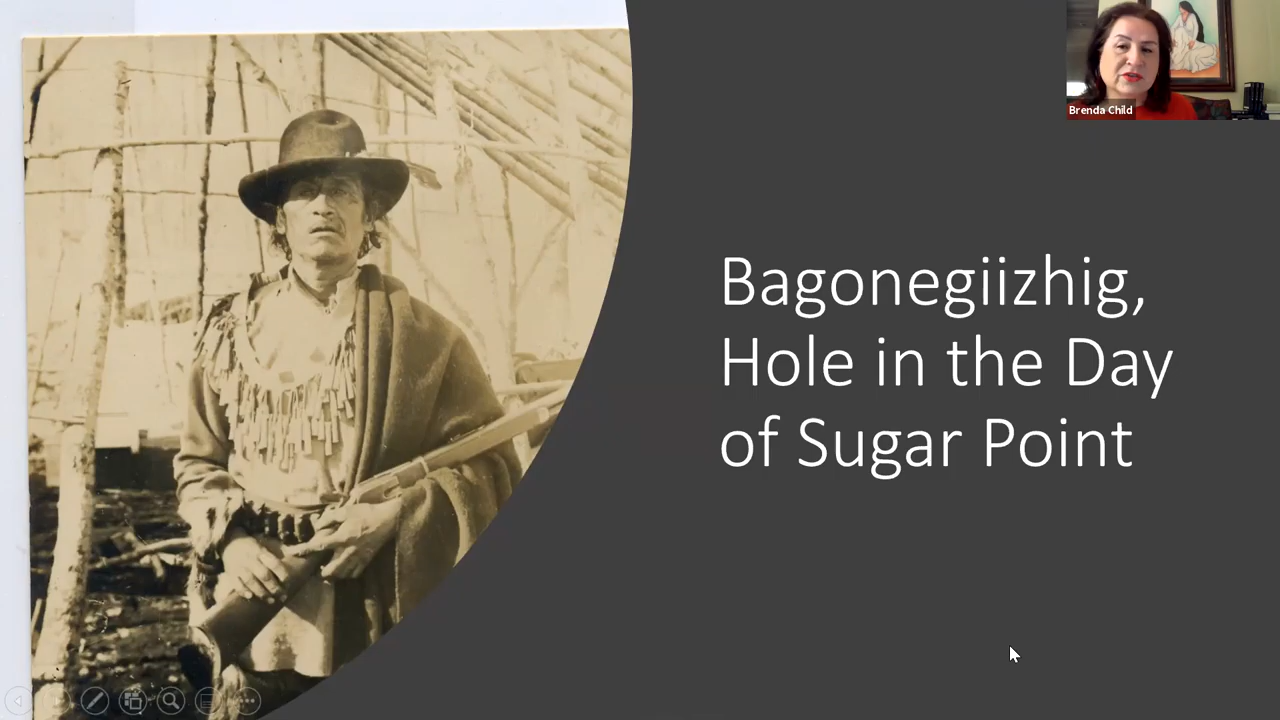 Brenda Child
Bagonegiizhig,
Hole in the Day
of Sugar Point